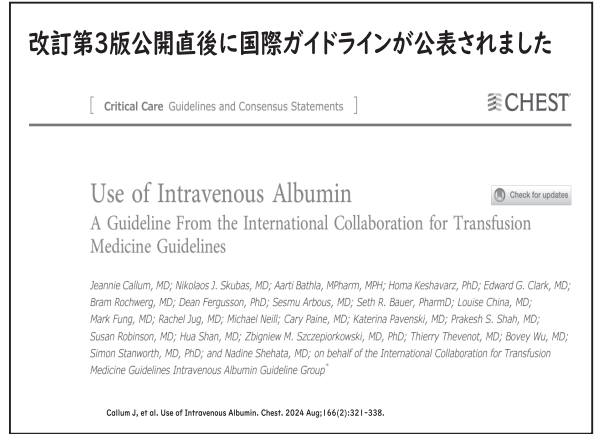 改訂第3版公開直後に国際ガイドラインが公表されました
[ Critical Care Guidelines and Consensus Statements ]
CHEST
Use of Intravenous Albumin
Check for updates
A Guideline From the International Collaboration for Transfusion
Medicine Guidelines
Jeannie Callum, MD; Nikolaos J. Skubas, MD; Aarti Bathla, MPharm, MPH; Homa Keshavarz, PhD; Edward G. Clark, MD;
Bram Rochwerg, MD; Dean Fergusson, PhD; Sesmu Arbous, MD; Seth R. Bauer, PharmD; Louise China, MD;
Mark Fung, MD; Rachel Jug, MD; Michael Neill; Cary Paine, MD; Katerina Pavenski, MD; Prakesh S. Shah, MD;
Susan Robinson, MD; Hua Shan, MD; Zbigniew M. Szczepiorkowski, MD, PhD; Thierry Thevenot, MD; Bovey Wu, MD;
Simon Stanworth, MD, PhD; and Nadine Shehata, MD; on behalf of the International Collaboration for Transfusion
Medicine Guidelines Intravenous Albumin Guideline Group*
Callum J, et al. Use of Intravenous Albumin. Chest. 2024 Aug;166(2):321-338.